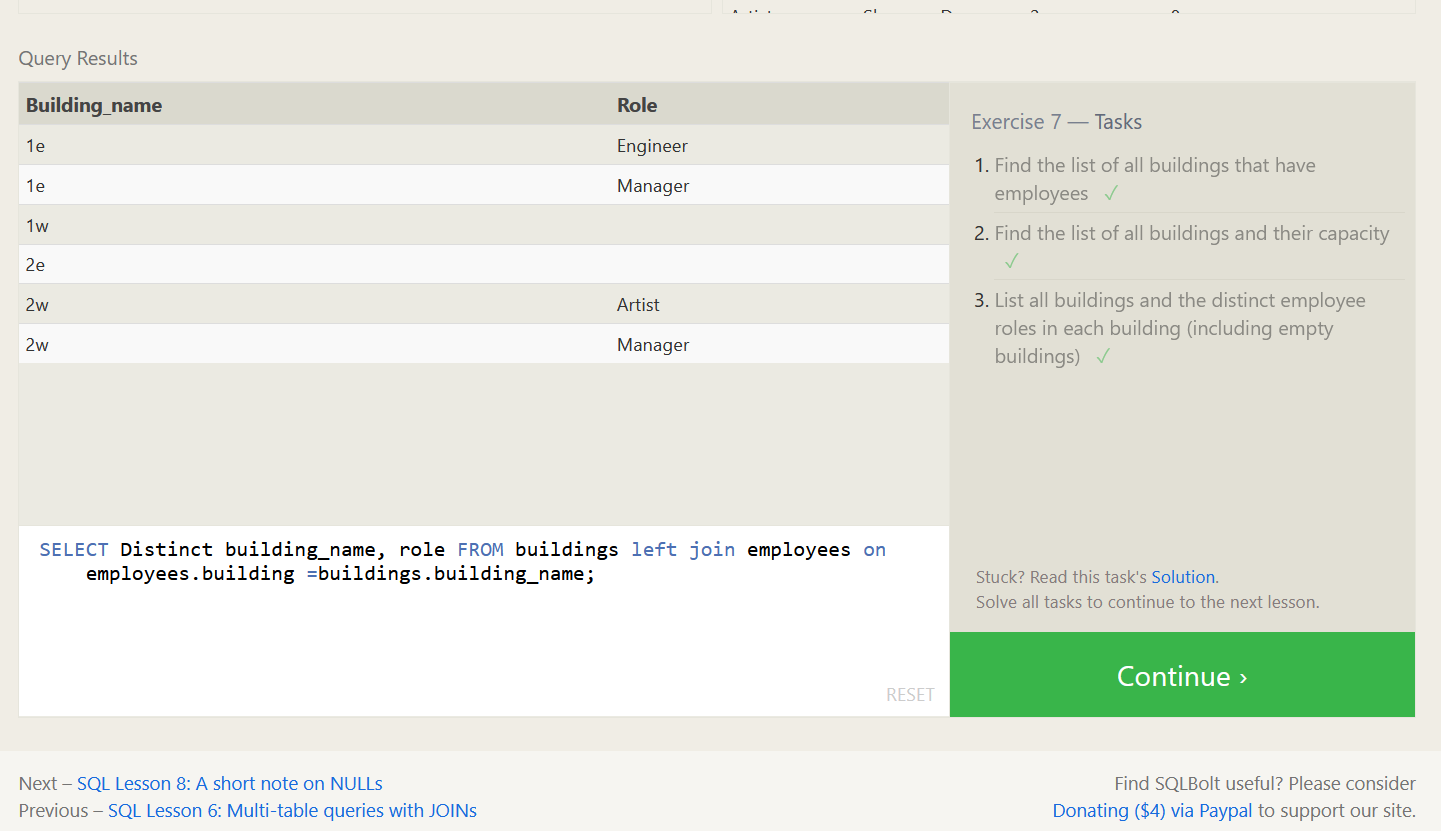 Query Results
Building_name Role
1e Engineer
1e Manager
1w
2e
2w Artist
2w Manager
SELECT Distinct building_name, role FROM buildings left join employees on
employees.building =buildings.building_name;
RESET
Exercise 7 — Tasks
1. Find the list of all buildings that have
employees ✓
2. Find the list of all buildings and their capacity
✓
3. List all buildings and the distinct employee
roles in each building (including empty
buildings) ✓
Stuck? Read this task's Solution.
Solve all tasks to continue to the next lesson.
Continue ›
Next – SQL Lesson 8: A short note on NULLs
Previous – SQL Lesson 6: Multi-table queries with JOINs
Find SQLBolt useful? Please consider
Donating ($4) via Paypal to support our site.